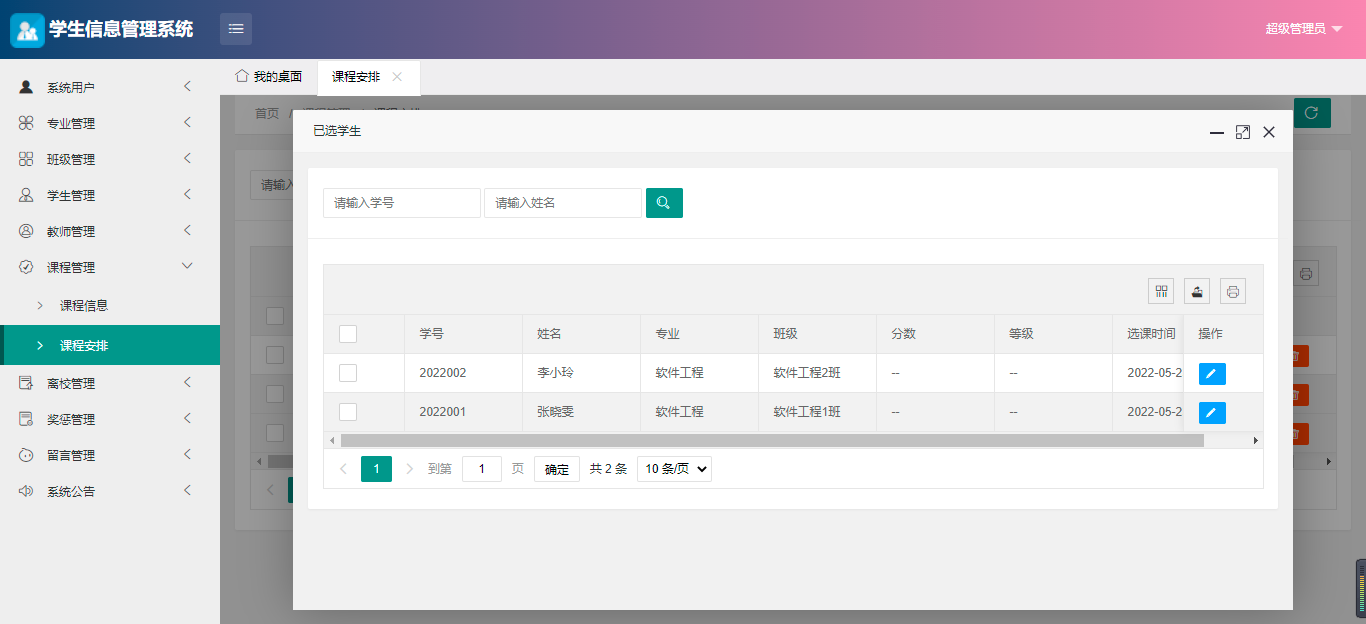 学生信息管理系统
超级管理员
我的桌面
课程安排
系统用户
专业管理
班级管理
学生管理
教师管理
课程管理
课程信息
课程安排
离校管理
奖惩管理
留言管理
系统公告
首页 /
请输入
已选学生
请输入学号 请输入姓名
学号 姓名 专业 班级 分数 等级 选课时间 操作
2022002 李小玲 软件工程 软件工程2班 -- -- 2022-05-2
2022001 张晓雯 软件工程 软件工程1班 -- -- 2022-05-2
1 到第 1 页 确定 共 2 条 10 条/页